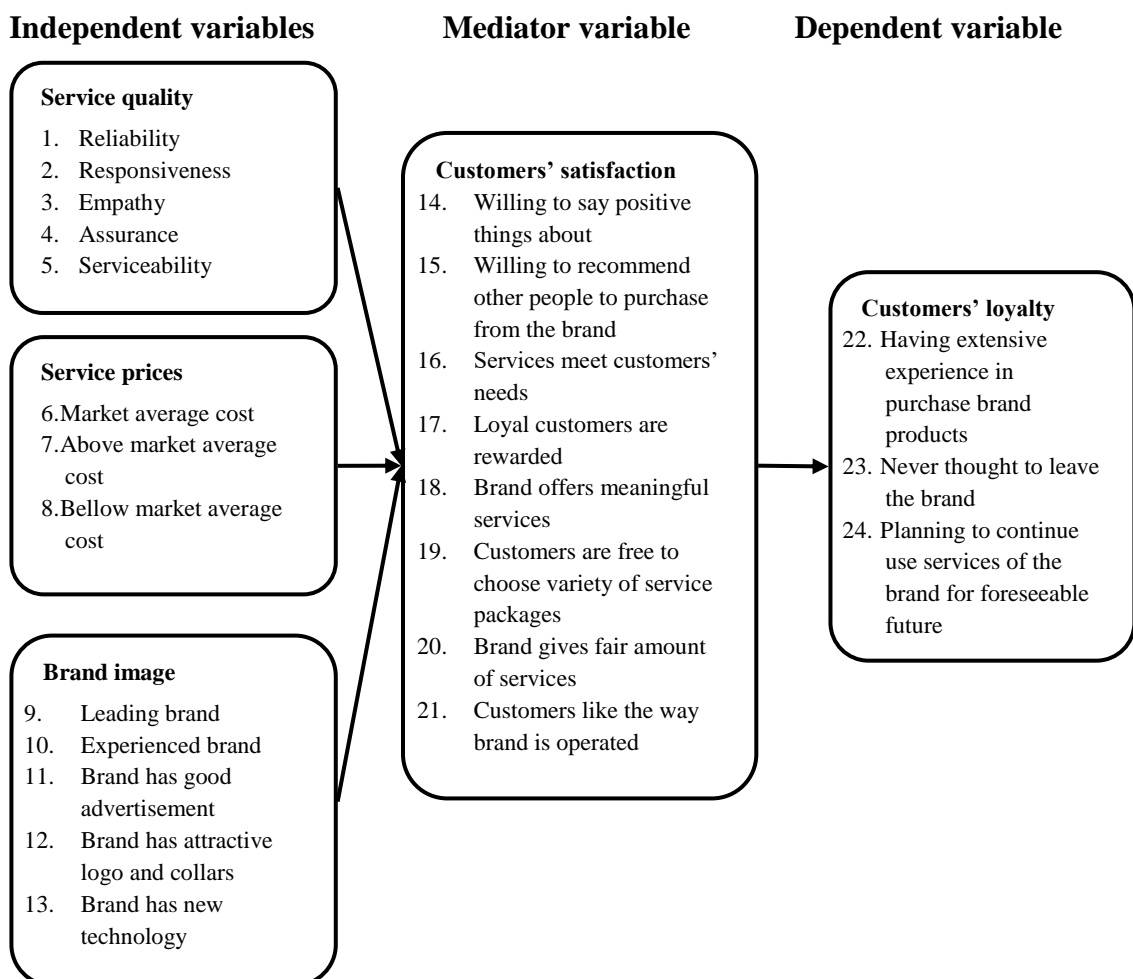 Independent variables
Mediator variable
Dependent variable
Service quality
1. Reliability
2. Responsiveness
3. Empathy
4. Assurance
5. Serviceability
Service prices
6.Market average cost
7.Above market average
cost
8.Bellow market average
cost
Brand image
9. Leading brand
10. Experienced brand
11. Brand has good
advertisement
12. Brand has attractive
logo and collars
13. Brand has new
technology
Customers’ satisfaction
14. Willing to say positive
things about
15. Willing to recommend
other people to purchase
from the brand
16. Services meet customers’
needs
17. Loyal customers are
rewarded
18. Brand offers meaningful
services
19. Customers are free to
choose variety of service
packages
20. Brand gives fair amount
of services
21. Customers like the way
brand is operated
Customers’ loyalty
22. Having extensive
experience in
purchase brand
products
23. Never thought to leave
the brand
24. Planning to continue
use services of the
brand for foreseeable
future